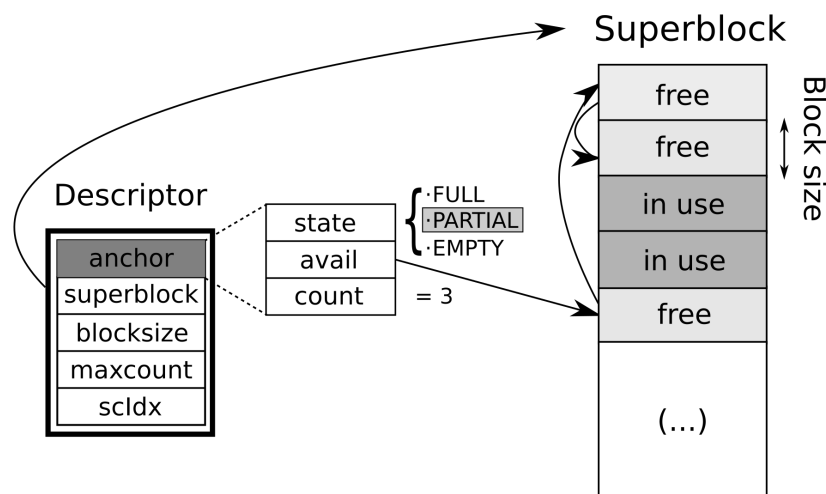 Superblock
free
free
in use
in use
free
(...)
Block size
Descriptor
anchor
superblock
blocksize
maxcount
scIdx
state
avail
count
·FULL
·PARTIAL
·EMPTY
= 3